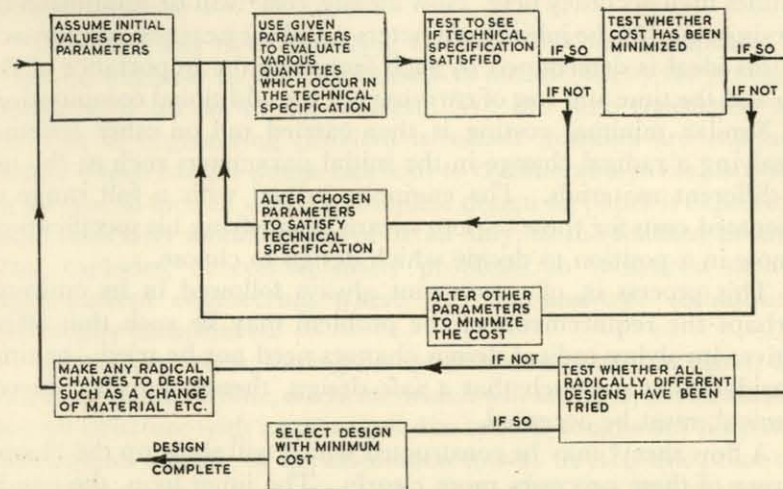 ASSUME INITIAL
VALUES FOR
PARAMETERS
USE GIVEN
PARAMETERS
TO EVALUATE
VARIOUS
QUANTITIES
WHICH OCCUR IN
THE TECHNICAL
SPECIFICATION
TEST TO SEE
IF TECHNICAL
SPECIFICATION
SATISFIED
IF SO
IF NOT
TEST WHETHER
COST HAS BEEN
MINIMIZED
IF SO
IF NOT
ALTER CHOSEN
PARAMETERS
TO SATISFY
TECHNICAL
SPECIFICATION
ALTER OTHER
PARAMETERS
TO MINIMIZE
THE COST
MAKE ANY RADICAL
CHANGES TO DESIGN
SUCH AS A CHANGE
OF MATERIAL ETC.
IF NOT
TEST WHETHER ALL
RADICALLY DIFFERENT
DESIGNS HAVE BEEN
TRIED
IF SO
SELECT DESIGN
WITH MINIMUM
COST
DESIGN
COMPLETE